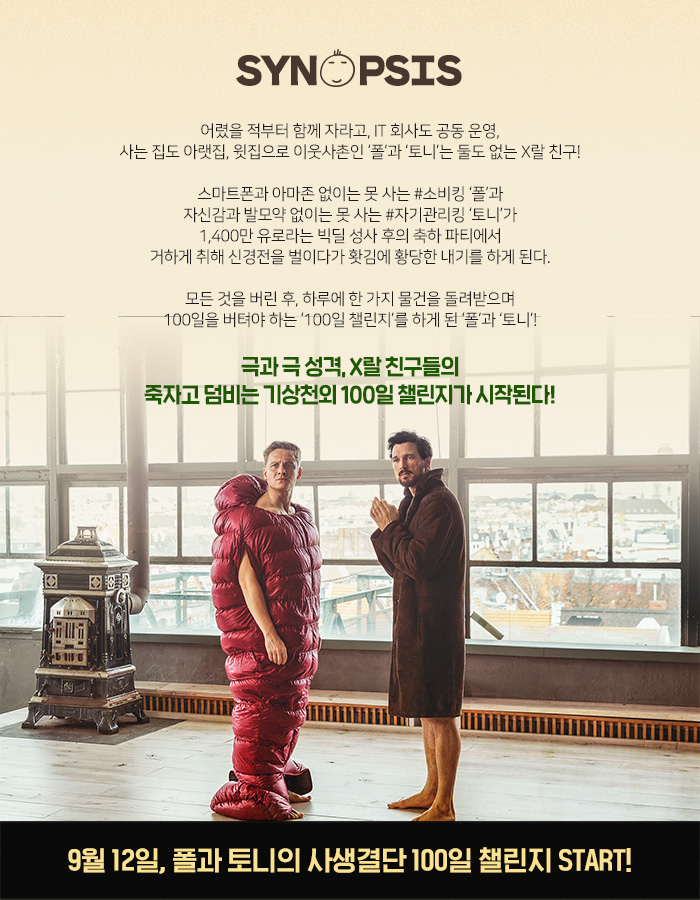 SYNOPSIS
어렸을 적부터 함께 자라고, IT 회사도 공동 운영,
사는 집도 아랫집, 윗집으로 이웃사촌인 '폴'과 '토니'는 둘도 없는 X랄 친구!
스마트폰과 아마존 없이는 못 사는 #소비킹 '폴'과
자신감과 발모약 없이는 못 사는 #자기관리킹 '토니'가
1,400만 유로라는 빅딜 성사 후의 축하 파티에서
거하게 취해 신경전을 벌이다가 홧김에 황당한 내기를 하게 된다.
모든 것을 버린 후, 하루에 한 가지 물건을 돌려받으며
100일을 버텨야 하는 '100일 챌린지'를 하게 된 '폴'과 '토니'!
극과 극 성격, X랄 친구들의
죽자고 덤비는 기상천외 100일 챌린지가 시작된다!
9월 12일, 폴과 토니의 사생결단 100일 챌린지 START!